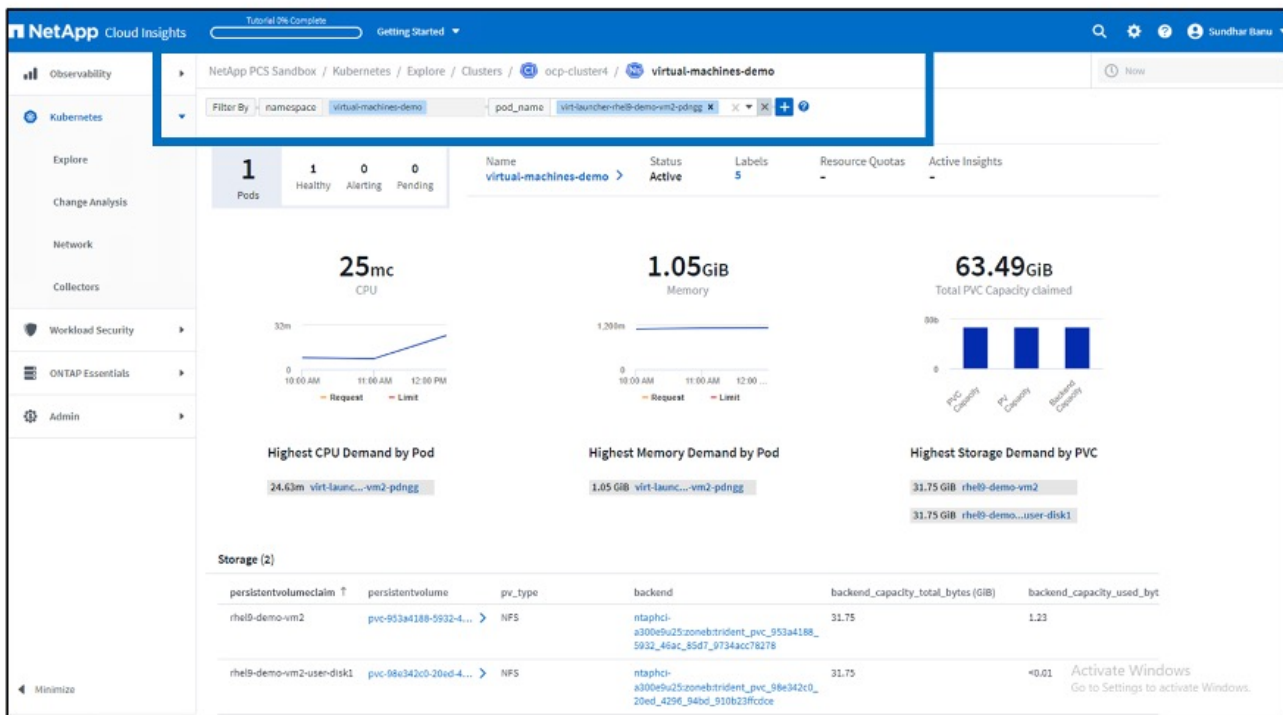 NetApp Cloud Insights
Tutorial 0% Complete
Getting Started
Sundhar Banu
Observability
Kubernetes
Explore
Change Analysis
Network
Collectors
Workload Security
ONTAP Essentials
Admin
Minimize
NetApp PCS Sandbox / Kubernetes / Explore / Clusters / CI ocp-cluster4 / NS virtual-machines-demo
Now
Filter By namespace virtual-machines-demo pod_name virt-launcher-rhel9-demo-vm2-pdngg
1
Pods
1 0 0
Healthy Alerting Pending
Name Status Labels Resource Quotas Active Insights
virtual-machines-demo Active 5 - -
25mc
CPU
32m
0
10:00 AM 11:00 AM 12:00 PM
Request Limit
Highest CPU Demand by Pod
24.63m virt-launc...-vm2-pdngg
1.05GiB
Memory
1,200m
0
10:00 AM 11:00 AM 12:00 ...
Request Limit
Highest Memory Demand by Pod
1.05 GiB virt-launc...-vm2-pdngg
63.49GiB
Total PVC Capacity claimed
0
PVC Capacity
PV Capacity
Backend Capacity
Highest Storage Demand by PVC
31.75 GiB rhel9-demo-vm2
31.75 GiB rhel9-demo...user-disk1
Storage (2)
persistentvolumeclaim ↑ persistentvolume pv_type backend backend_capacity_total_bytes (GiB) backend_capacity_used_byt
rhel9-demo-vm2 pvc-953a4188-5932-4... NFS ntaphci- 31.75 1.23
a300e9u25:zoneb:trident_pvc_953a4188_
5932_46ac_85d7_9734acc78278
rhel9-demo-vm2-user-disk1 pvc-98e342c0-20ed-4... NFS ntaphci- 31.75 <0.01
a300e9u25:zoneb:trident_pvc_98e342c0_
20ed_4296_94bd_910b23ffcdce
Activate Windows
Go to Settings to activate Windows.